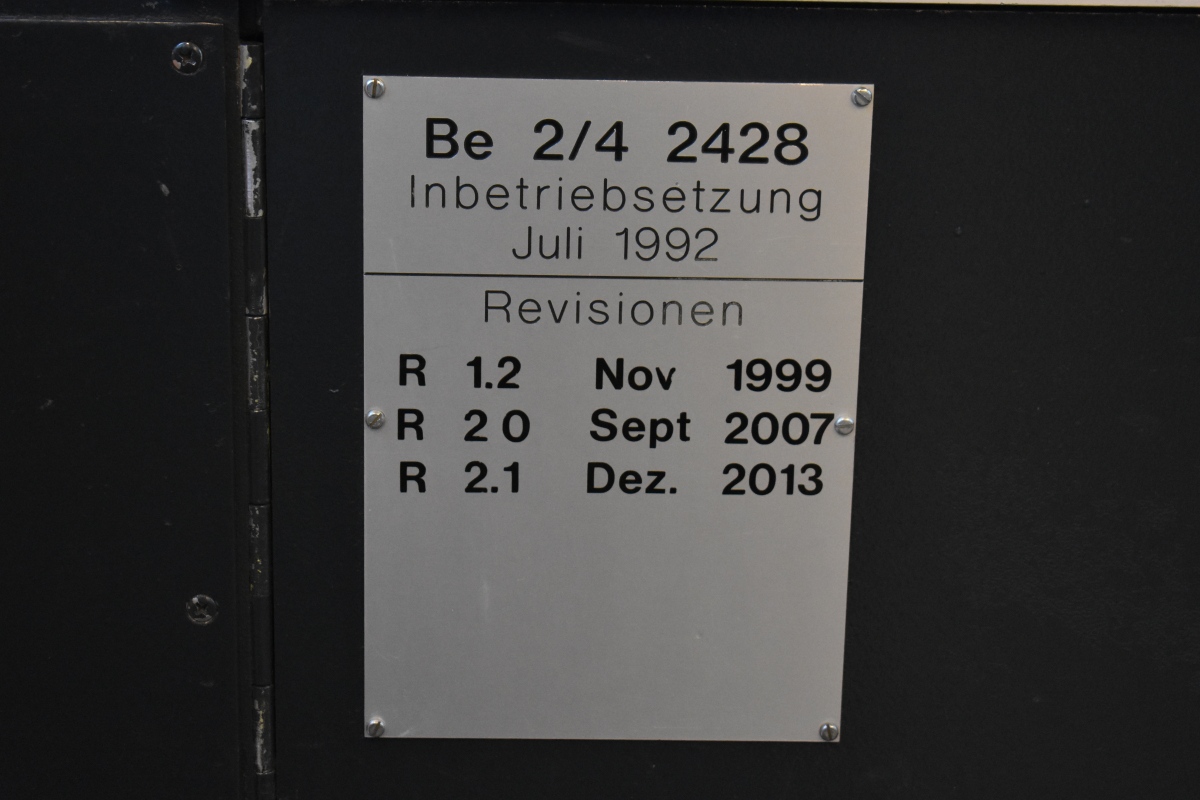 Be 2/4 2428
Inbetriebsetzung
Juli 1992
Revisionen
R 1.2 Nov 1999
R 2 0 Sept 2007
R 2.1 Dez. 2013